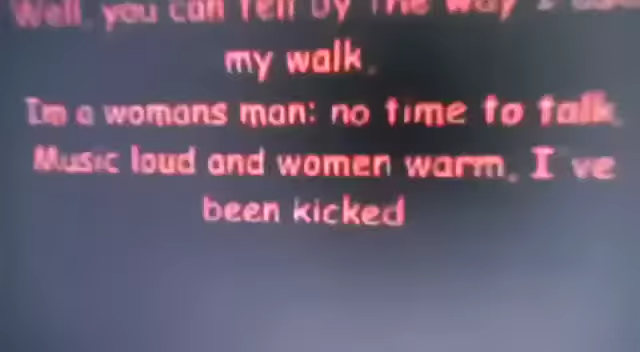 Well, you can tell by the way I
my walk.
Im a womans man: no time to talk.
Music loud and women warm. I've
been kicked